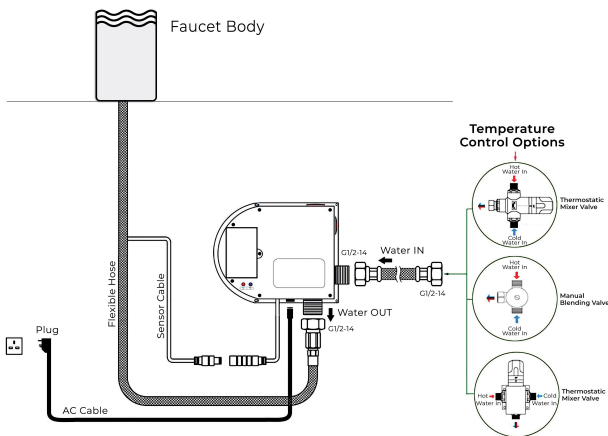 Faucet Body
Temperature
Control Options
Hot
Water In
Thermostatic
Mixer Valve
Cold
Water In
G1/2-14
Water IN
G1/2-14
Hot
Water In
Manual
Blending Valve
Cold
Water In
Flexible Hose
Sensor Cable
Water OUT
G1/2-14
Plug
AC Cable
Hot
Water In
Cold
Water In
Thermostatic
Mixer Valve